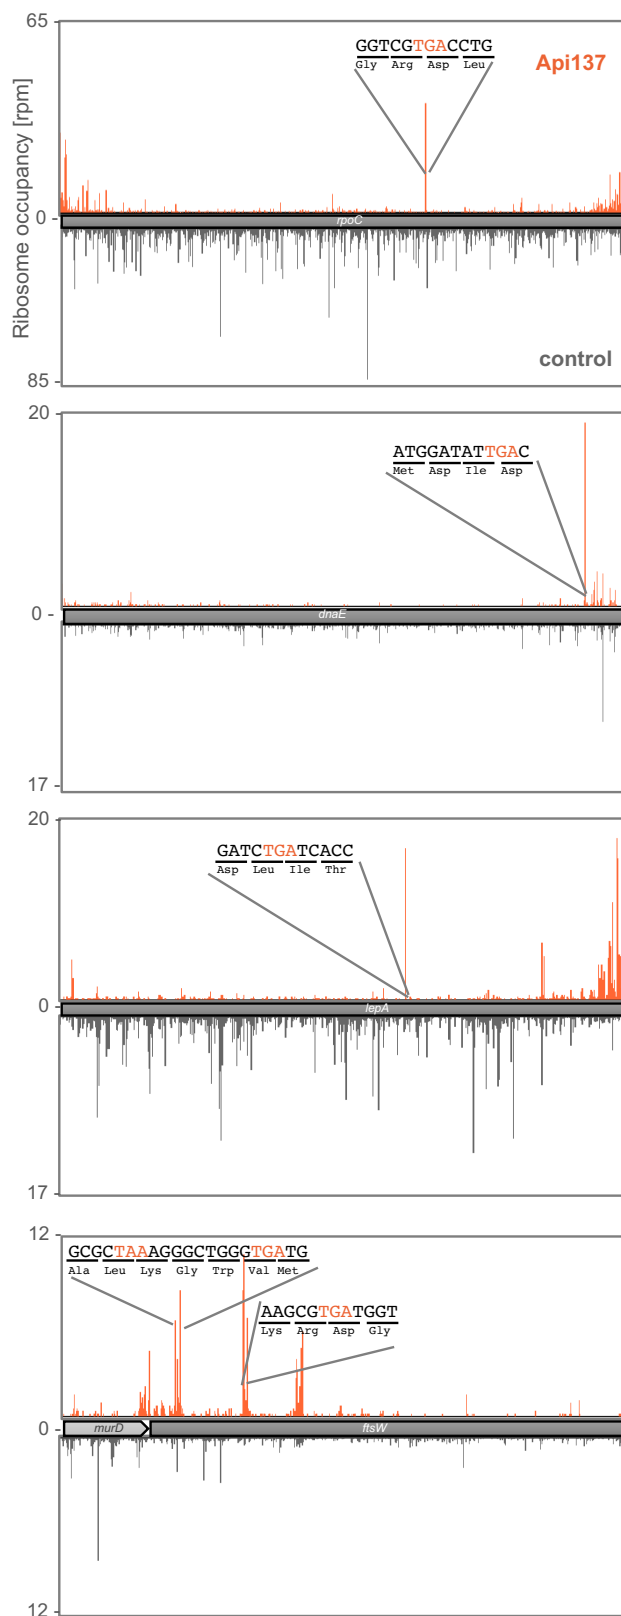 65
GGTCGTGACCTG
Gly Arg Asp Leu
Api137
Ribosome occupancy [rpm]
0
rpoC
control
85
20
ATGGATATTGAC
Met Asp Ile Asp
0
dnaE
17
20
GATCTGATCACC
Asp Leu Ile Thr
0
lepA
17
12
GCGCTAAAGGGCTGGGTGATG
Ala Leu Lys Gly Trp Val Met
AAGCGTGATGGT
Lys Arg Asp Gly
0
murD
ftsW
12